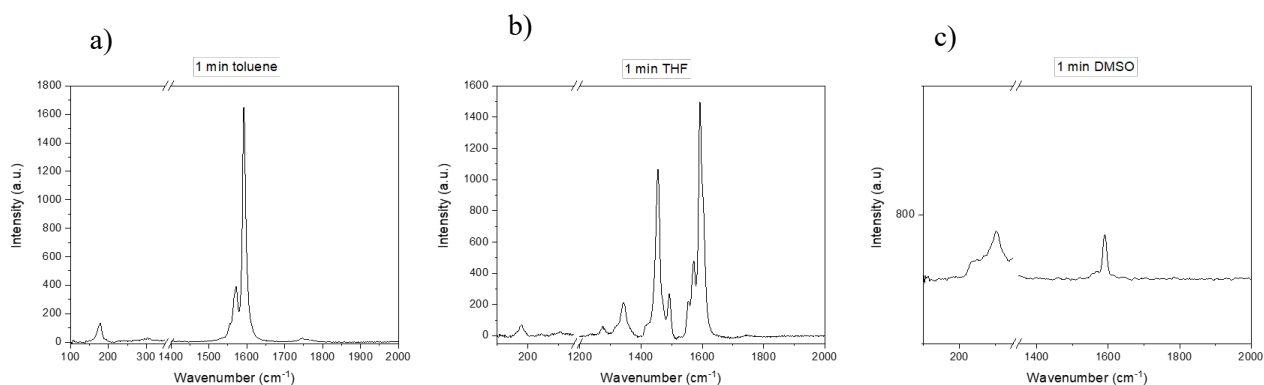 a)
1 min toluene
1800
1600
1400
1200
1000
800
600
400
200
0
Intensity (a.u.)
100 200 300 1400 1500 1600 1700 1800 1900 2000
Wavenumber (cm-1)
b)
1 min THF
1600
1400
1200
1000
800
600
400
200
0
Intensity (a.u.)
200 1200 1400 1600 1800 2000
Wavenumber (cm-1)
c)
1 min DMSO
800
Intensity (a.u)
200 1400 1600 1800 2000
Wavenumber (cm-1)